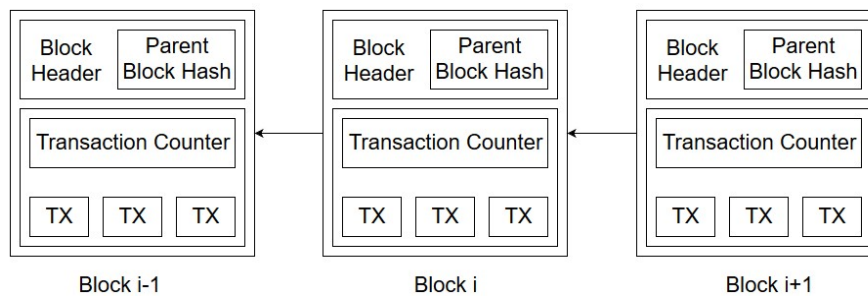 Block
Header
Parent
Block Hash
Transaction Counter
TX TX TX
Block i-1
Block
Header
Parent
Block Hash
Transaction Counter
TX TX TX
Block i
Block
Header
Parent
Block Hash
Transaction Counter
TX TX TX
Block i+1